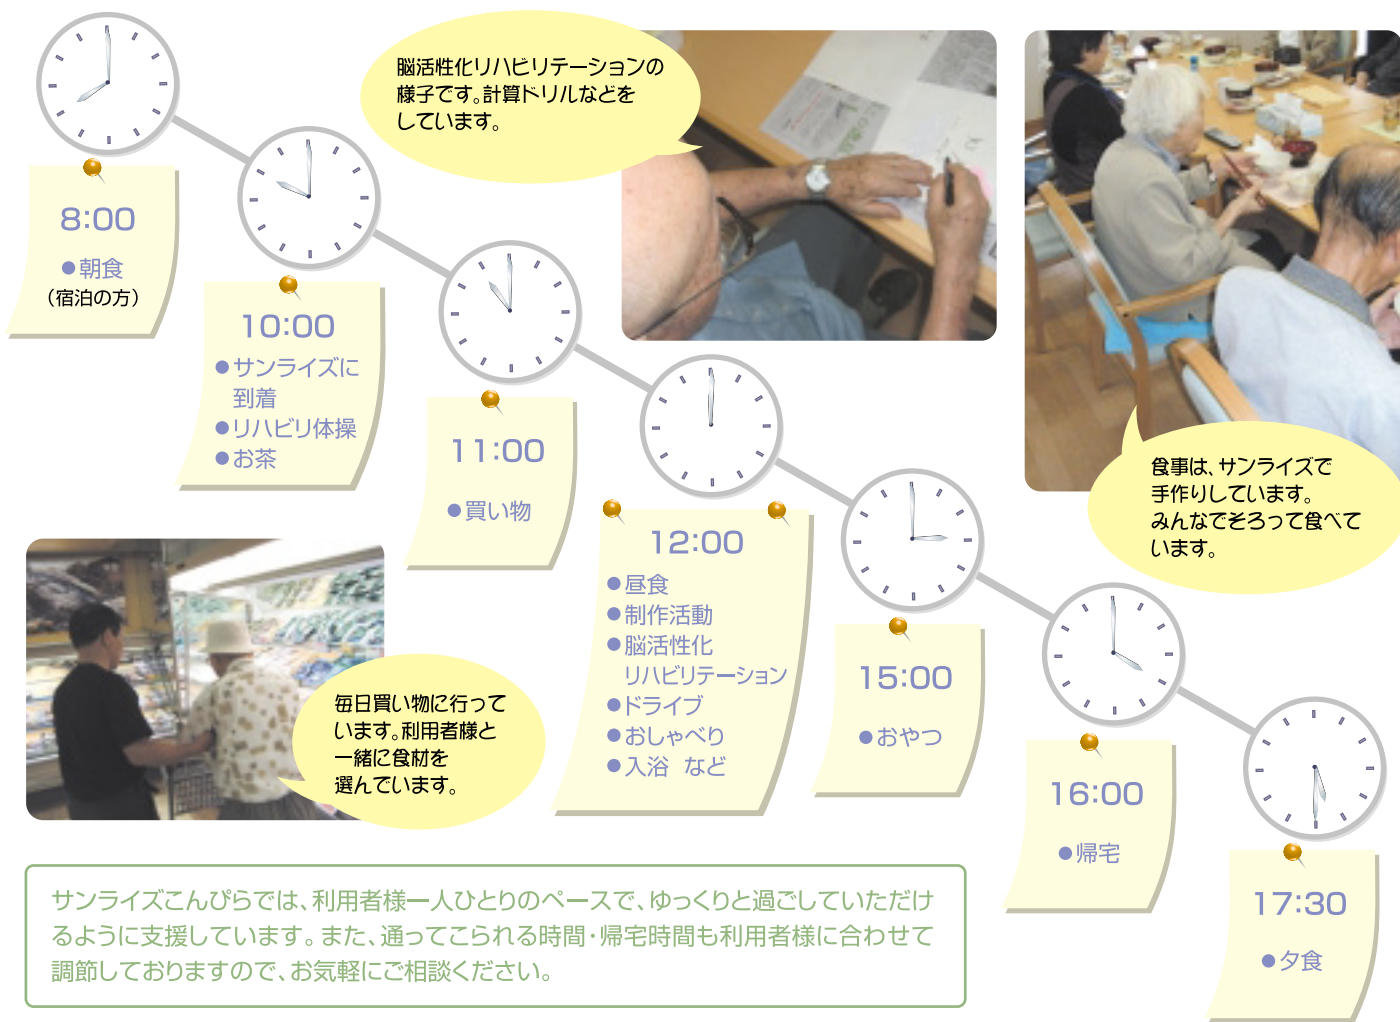 脳活性化リハビリテーションの
様子です。計算ドリルなどを
しています。
8:00
●朝食
（宿泊の方）
10:00
●サンライズに
到着
●リハビリ体操
●お茶
11:00
●買い物
12:00
●昼食
●制作活動
●脳活性化
リハビリテーション
●ドライブ
●おしゃべり
●入浴 など
15:00
●おやつ
16:00
●帰宅
17:30
●夕食
食事は、サンライズで
手作りしています。
みんなでそろって食べて
います。
毎日買い物に行って
います。利用者様と
一緒に食材を
選んでいます。
サンライズこんぴらでは、利用者様一人ひとりのペースで、ゆっくりと過ごしていただけ
るように支援しています。また、通ってこられる時間・帰宅時間も利用者様に合わせて
調節しておりますので、お気軽にご相談ください。